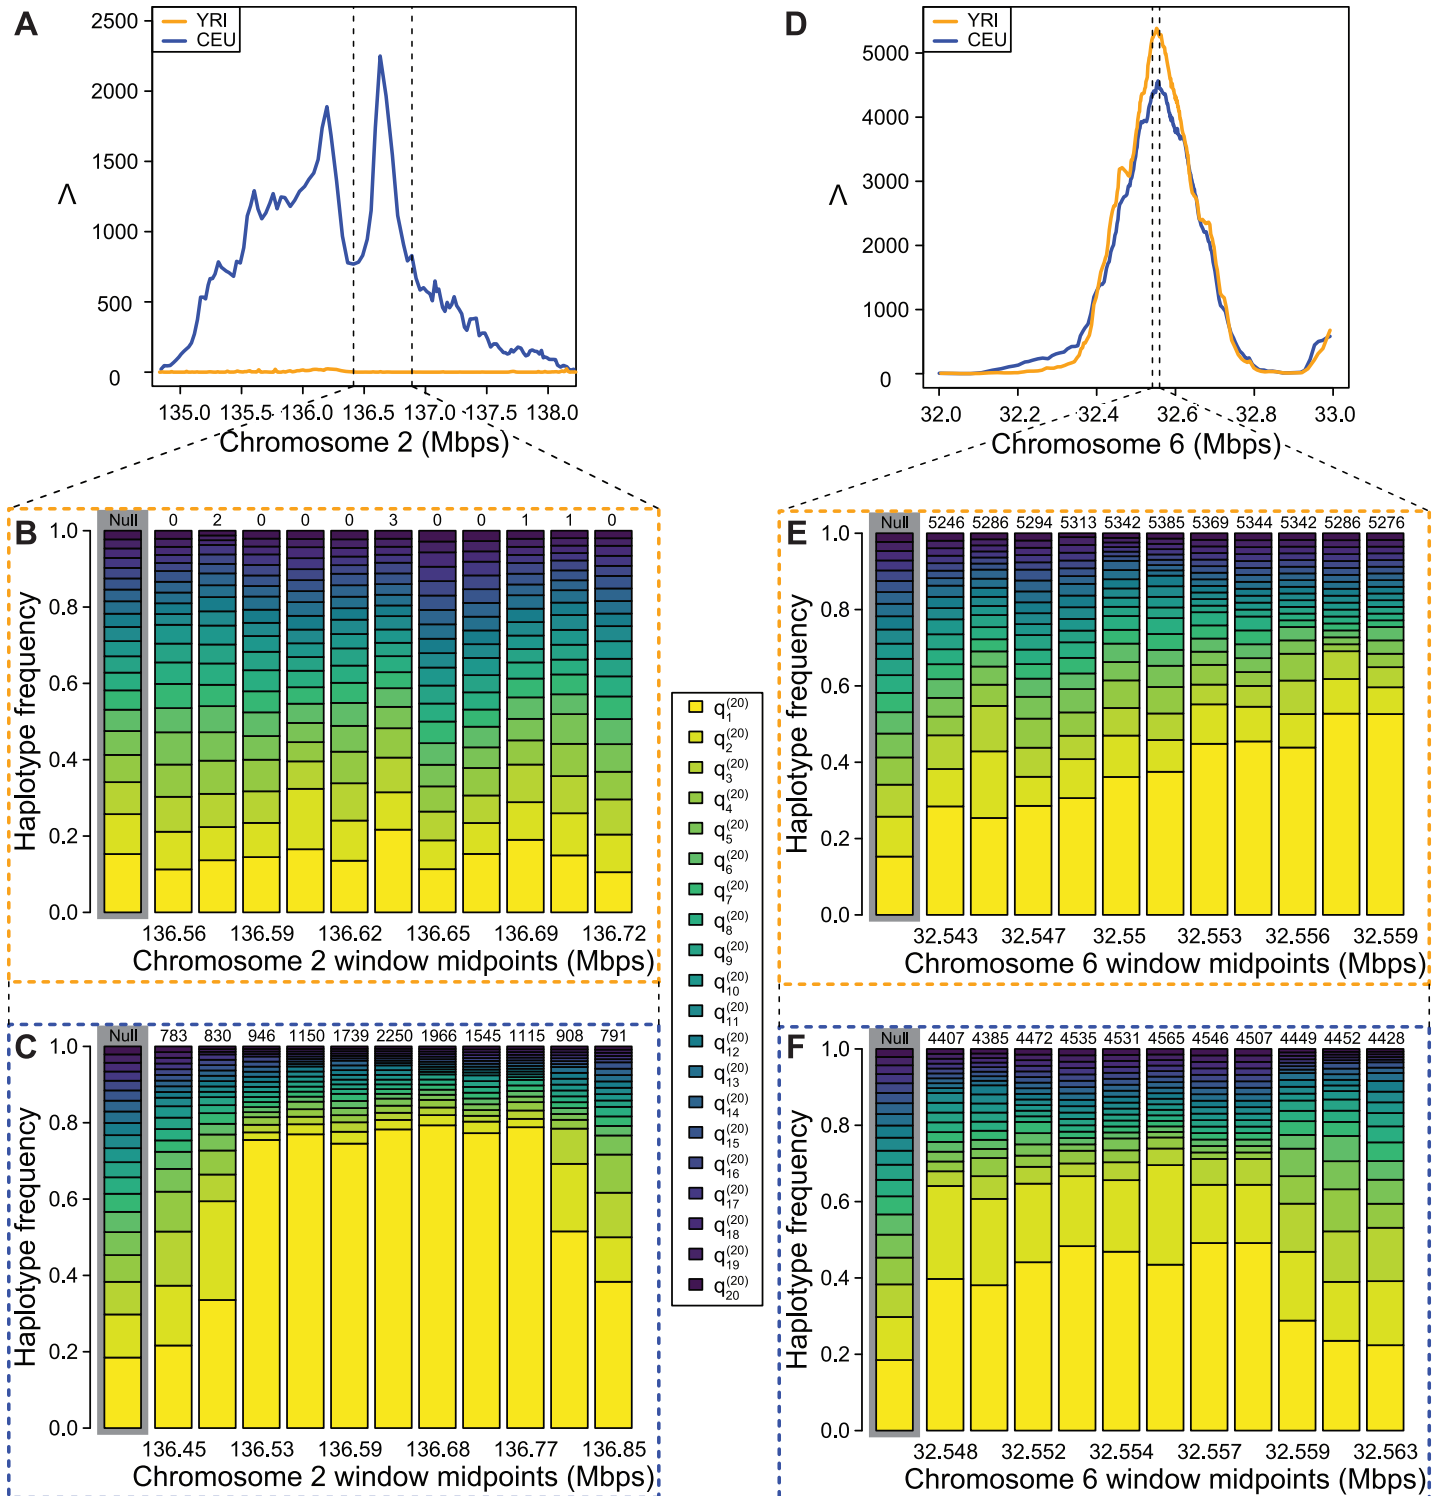 A
YRI
CEU
2500
2000
1500
1000
500
0
Λ
135.0 135.5 136.0 136.5 137.0 137.5 138.0
Chromosome 2 (Mbps)
D
YRI
CEU
5000
4000
3000
2000
1000
0
Λ
32.0 32.2 32.4 32.6 32.8 33.0
Chromosome 6 (Mbps)
B
Null 0 2 0 0 0 3 0 0 1 1 0
1.0
0.8
0.6
0.4
0.2
0.0
Haplotype frequency
136.56 136.59 136.62 136.65 136.69 136.72
Chromosome 2 window midpoints (Mbps)
C
Null 783 830 946 1150 1739 2250 1966 1545 1115 908 791
1.0
0.8
0.6
0.4
0.2
0.0
Haplotype frequency
136.45 136.53 136.59 136.68 136.77 136.85
Chromosome 2 window midpoints (Mbps)
q1(20)
q2(20)
q3(20)
q4(20)
q5(20)
q6(20)
q7(20)
q8(20)
q9(20)
q10(20)
q11(20)
q12(20)
q13(20)
q14(20)
q15(20)
q16(20)
q17(20)
q18(20)
q19(20)
q20(20)
E
Null 5246 5286 5294 5313 5342 5385 5369 5344 5342 5286 5276
1.0
0.8
0.6
0.4
0.2
0.0
Haplotype frequency
32.543 32.547 32.55 32.553 32.556 32.559
Chromosome 6 window midpoints (Mbps)
F
Null 4407 4385 4472 4535 4531 4565 4546 4507 4449 4452 4428
1.0
0.8
0.6
0.4
0.2
0.0
Haplotype frequency
32.548 32.552 32.554 32.557 32.559 32.563
Chromosome 6 window midpoints (Mbps)